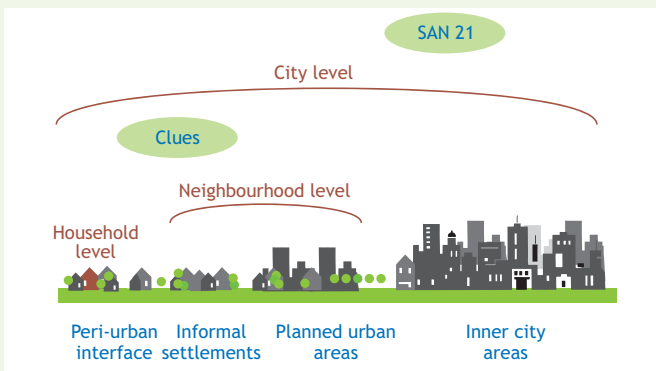 SAN 21
City level
Clues
Neighbourhood level
Household
level
Peri-urban
interface
Informal
settlements
Planned urban
areas
Inner city
areas